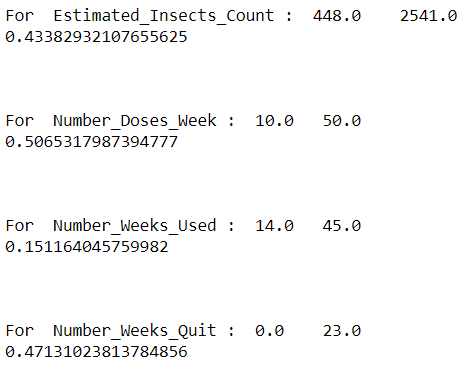 For  Estimated_Insects_Count :  448.0    2541.0
0.43382932107655625
For  Number_Doses_Week :  10.0   50.0
0.5065317987394777
For  Number_Weeks_Used :  14.0   45.0
0.151164045759982
For  Number_Weeks_Quit :  0.0    23.0
0.47131023813784856